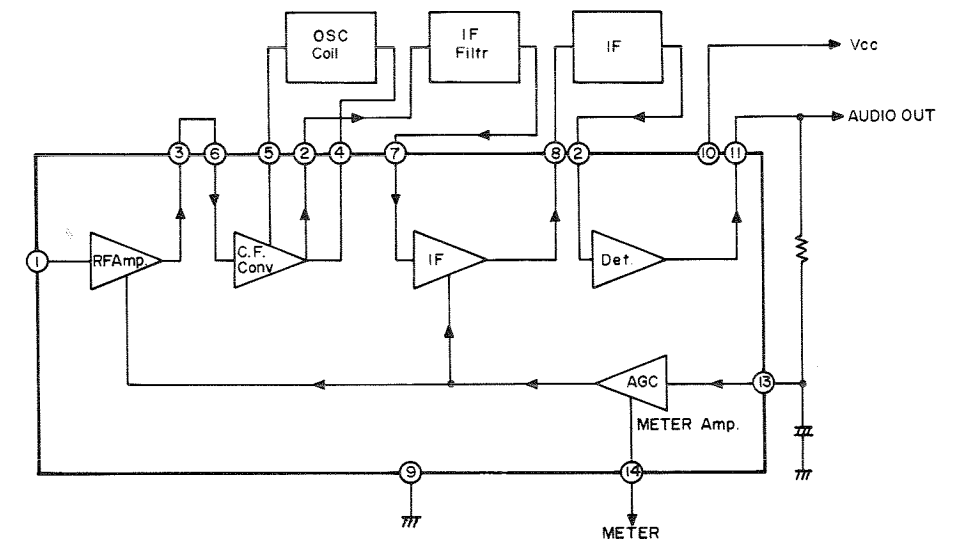 OSC
Coil
IF
Filtr
IF
Vcc
AUDIO OUT
3
6
5
2
4
7
8
2
10
11
1
RFAmp.
C.F.
Conv
IF
Det.
AGC
13
METER Amp.
9
14
METER